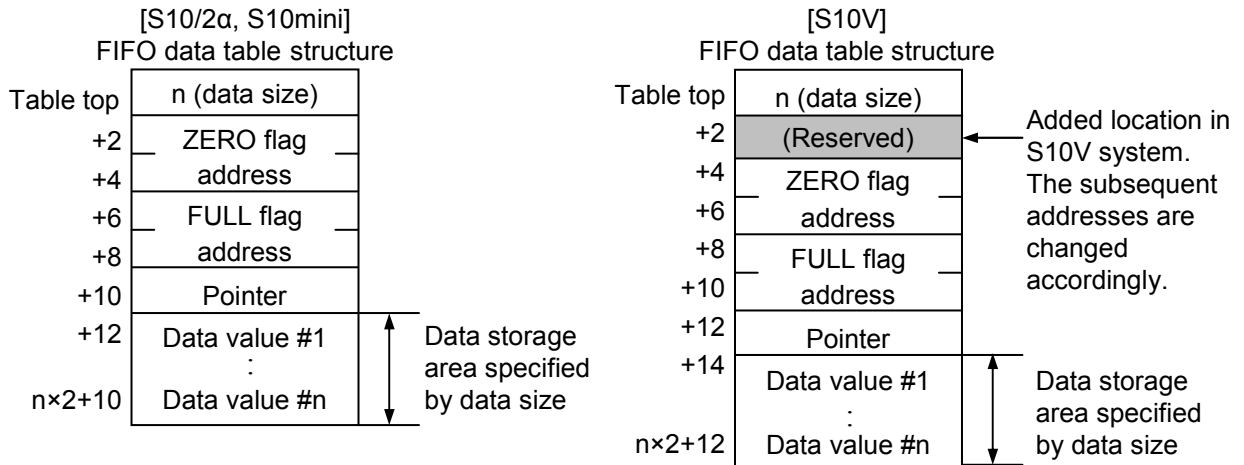 [S10/2α, S10mini]
FIFO data table structure
Table top
n (data size)
+2
ZERO flag
+4
address
+6
FULL flag
+8
address
+10
Pointer
+12
Data value #1
:
n×2+10
Data value #n
Data storage
area specified
by data size
[S10V]
FIFO data table structure
Table top
n (data size)
+2
(Reserved)
+4
ZERO flag
+6
address
+8
FULL flag
+10
address
+12
Pointer
+14
Data value #1
:
n×2+12
Data value #n
Added location in
S10V system.
The subsequent
addresses are
changed
accordingly.
Data storage
area specified
by data size